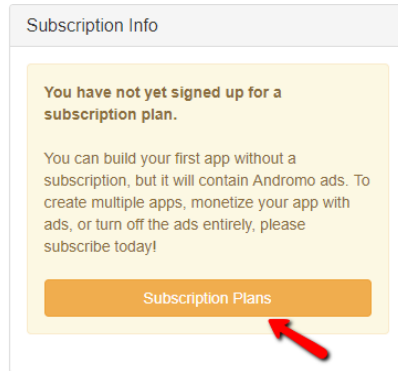 Subscription Info
You have not yet signed up for a
subscription plan.
You can build your first app without a
subscription, but it will contain Andromo ads. To
create multiple apps, monetize your app with
ads, or turn off the ads entirely, please
subscribe today!
Subscription Plans